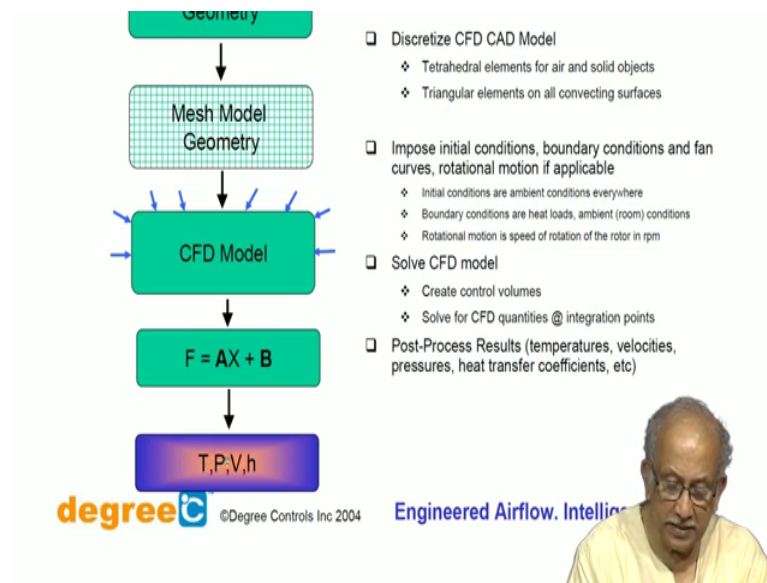 Geometry
Mesh Model
Geometry
CFD Model
F = AX + B
T,P,V,h
❑ Discretize CFD CAD Model
❖ Tetrahedral elements for air and solid objects
❖ Triangular elements on all convecting surfaces
❑ Impose initial conditions, boundary conditions and fan
curves, rotational motion if applicable
❖ Initial conditions are ambient conditions everywhere
❖ Boundary conditions are heat loads, ambient (room) conditions
❖ Rotational motion is speed of rotation of the rotor in rpm
❑ Solve CFD model
❖ Create control volumes
❖ Solve for CFD quantities @ integration points
❑ Post-Process Results (temperatures, velocities,
pressures, heat transfer coefficients, etc)
degreeC ©Degree Controls Inc 2004
Engineered Airflow.